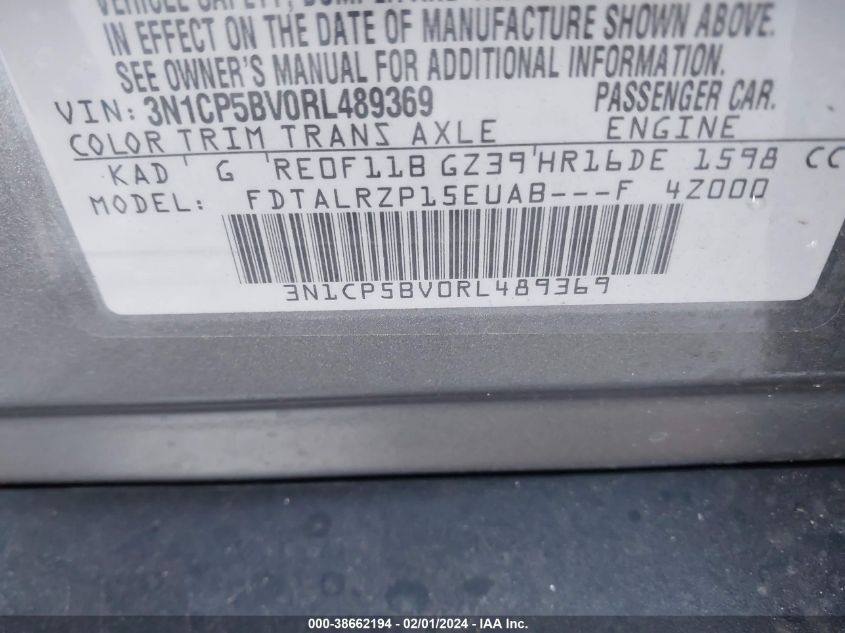 IN EFFECT ON THE DATE OF MANUFACTURE SHOWN ABOVE.
SEE OWNER'S MANUAL FOR ADDITIONAL INFORMATION.
VIN: 3N1CP5BV0RL489369 PASSENGER CAR.
COLOR TRIM TRANS AXLE ENGINE
KAD G RE0F11B GZ39 HR16DE 1598 CC
MODEL: FDTALRZP15EUAB---F 4Z000
3N1CP5BV0RL489369
000-38662194 - 02/01/2024 - IAA Inc.